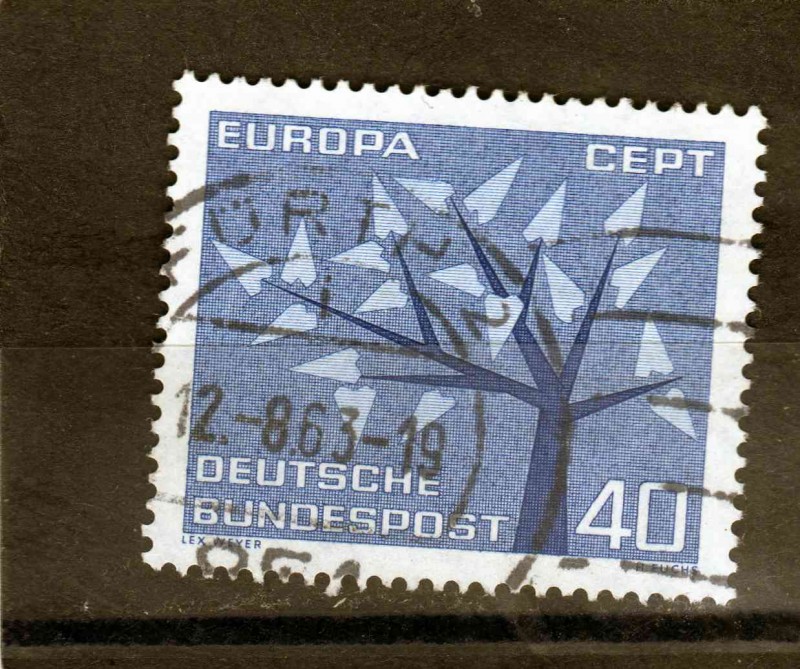 EUROPA CEPT
12.-8.63-19
DEUTSCHE
BUNDESPOST
40
LEX WEYER